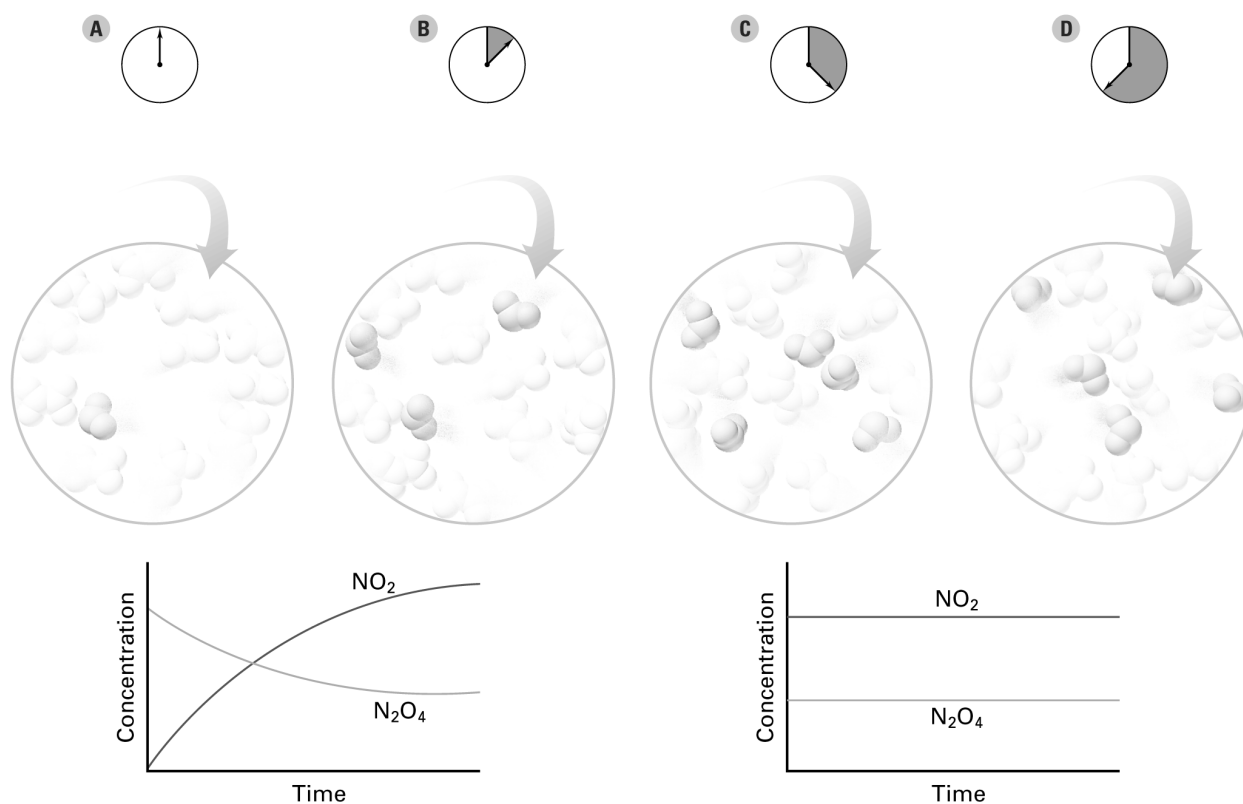 A
B
C
D
NO₂
N₂O₄
Concentration
Time
NO₂
N₂O₄
Concentration
Time